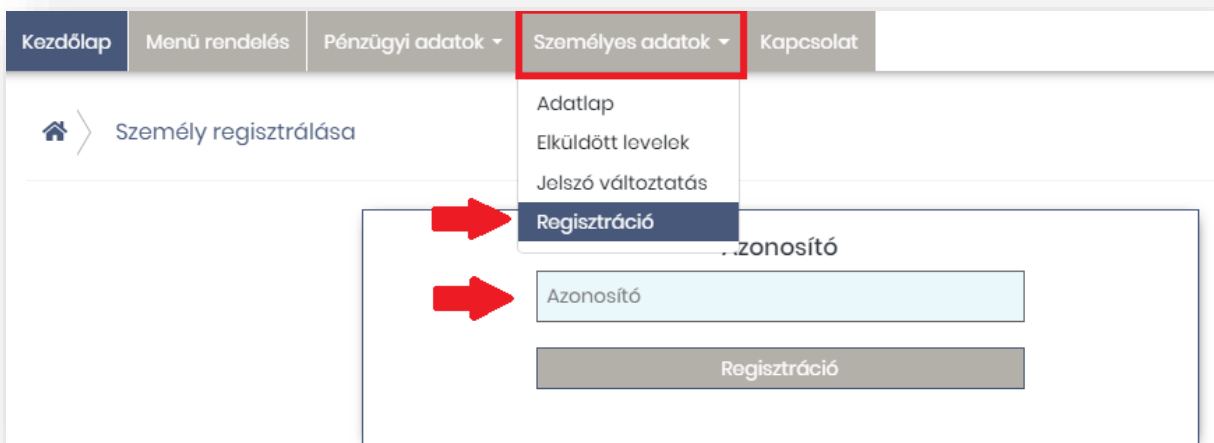 Kezdőlap Menü rendelés Pénzügyi adatok Személyes adatok Kapcsolat
Személy regisztrálása
Adatlap
Elküldött levelek
Jelszó változtatás
Regisztráció
Azonosító
Azonosító
Regisztráció